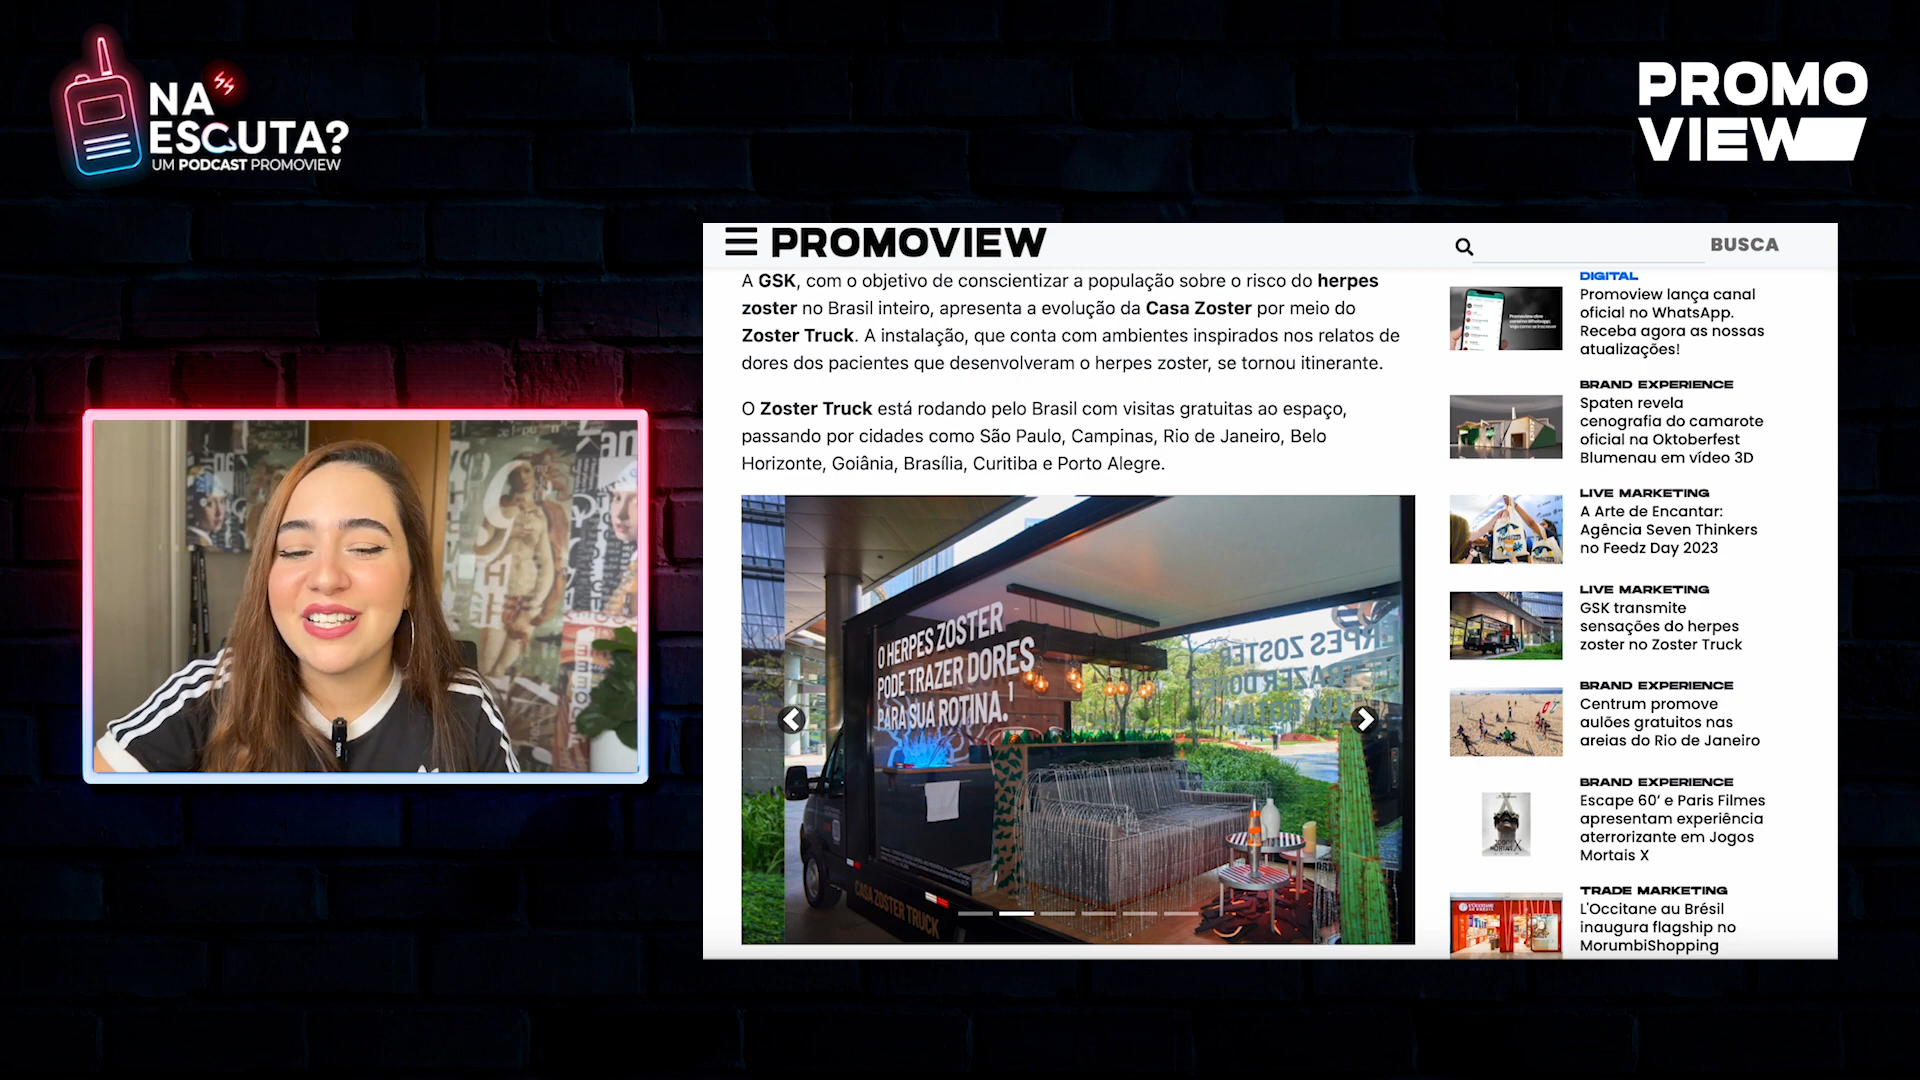 NA
ESCUTA?
UM PODCAST PROMOVIEW
PROMO
VIEW
PROMOVIEW
BUSCA
A GSK, com o objetivo de conscientizar a população sobre o risco do herpes
zoster no Brasil inteiro, apresenta a evolução da Casa Zoster por meio do
Zoster Truck. A instalação, que conta com ambientes inspirados nos relatos de
dores dos pacientes que desenvolveram o herpes zoster, se tornou itinerante.
O Zoster Truck está rodando pelo Brasil com visitas gratuitas ao espaço,
passando por cidades como São Paulo, Campinas, Rio de Janeiro, Belo
Horizonte, Goiânia, Brasília, Curitiba e Porto Alegre.
O HERPES ZOSTER
PODE TRAZER DORES
PARA SUA ROTINA.¹
CASA ZOSTER TRUCK
DIGITAL
Promoview lança canal
oficial no WhatsApp.
Receba agora as nossas
atualizações!
BRAND EXPERIENCE
Spaten revela
cenografia do camarote
oficial na Oktoberfest
Blumenau em vídeo 3D
LIVE MARKETING
A Arte de Encantar:
Agência Seven Thinkers
no Feedz Day 2023
LIVE MARKETING
GSK transmite
sensações do herpes
zoster no Zoster Truck
BRAND EXPERIENCE
Centrum promove
aulões gratuitos nas
areias do Rio de Janeiro
BRAND EXPERIENCE
Escape 60’ e Paris Filmes
apresentam experiência
aterrorizante em Jogos
Mortais X
TRADE MARKETING
L'Occitane au Brésil
inaugura flagship no
MorumbiShopping